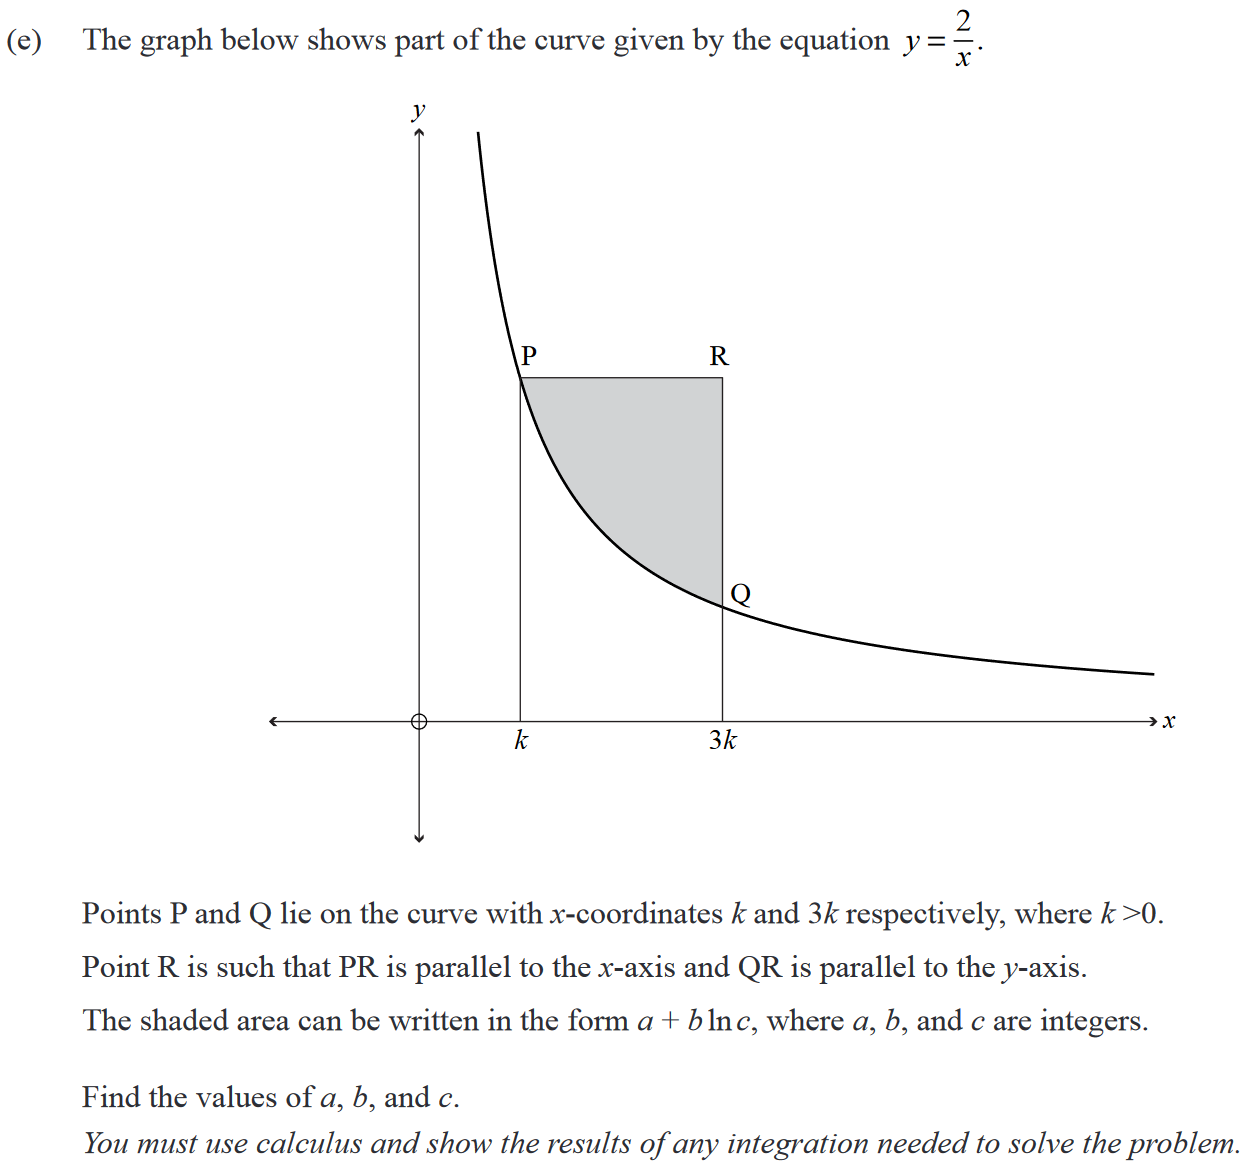 (e) The graph below shows part of the curve given by the equation y = 2/x.
y
P
R
Q
x
k
3k
Points P and Q lie on the curve with x-coordinates k and 3k respectively, where k >0.
Point R is such that PR is parallel to the x-axis and QR is parallel to the y-axis.
The shaded area can be written in the form a + b ln c, where a, b, and c are integers.
Find the values of a, b, and c.
You must use calculus and show the results of any integration needed to solve the problem.